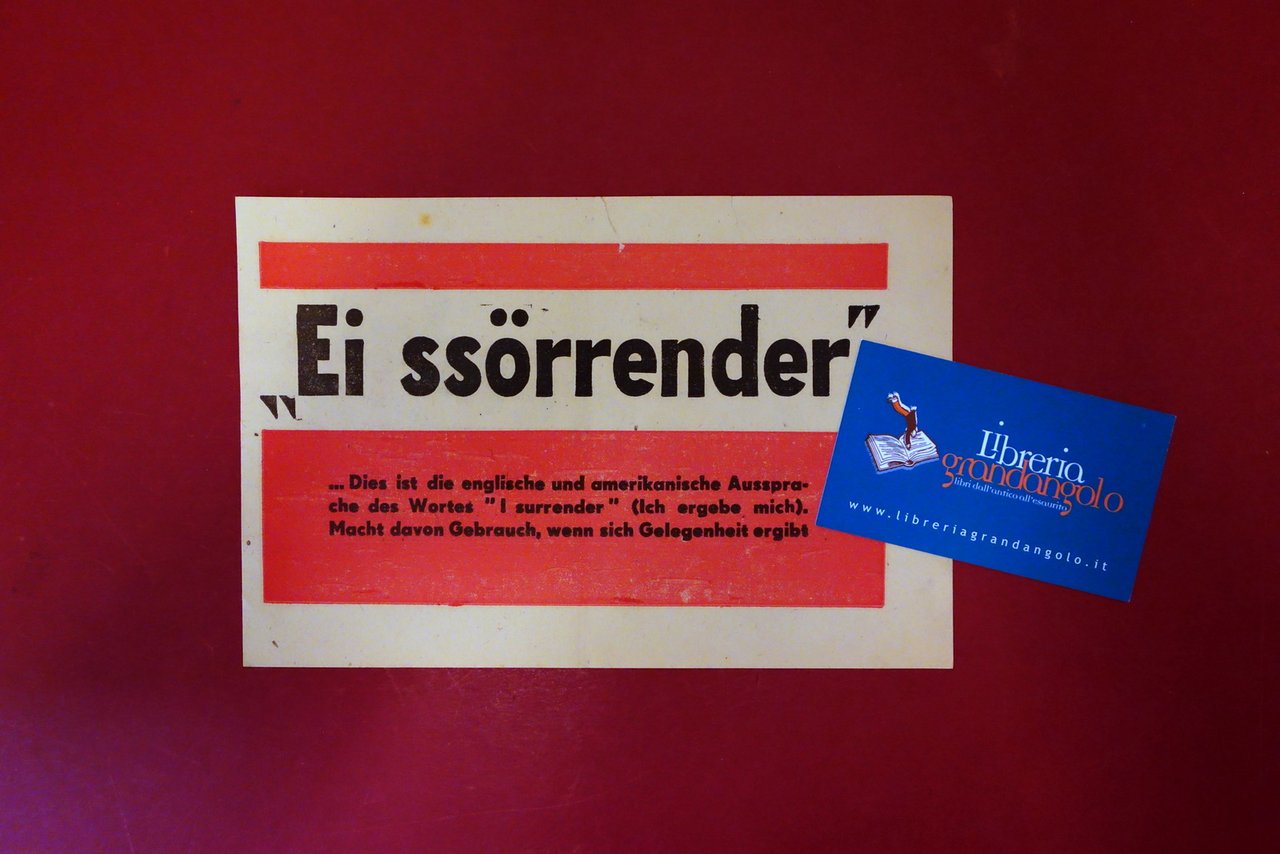 „Ei ssörrender"
... Dies ist die englische und amerikanische Ausspra-
che des Wortes "I surrender" (Ich ergebe mich).
Macht davon Gebrauch, wenn sich Gelegenheit ergibt
Libreria
grandangolo
libri dall'antico all'esaurito
www.libreriagrandangolo.it